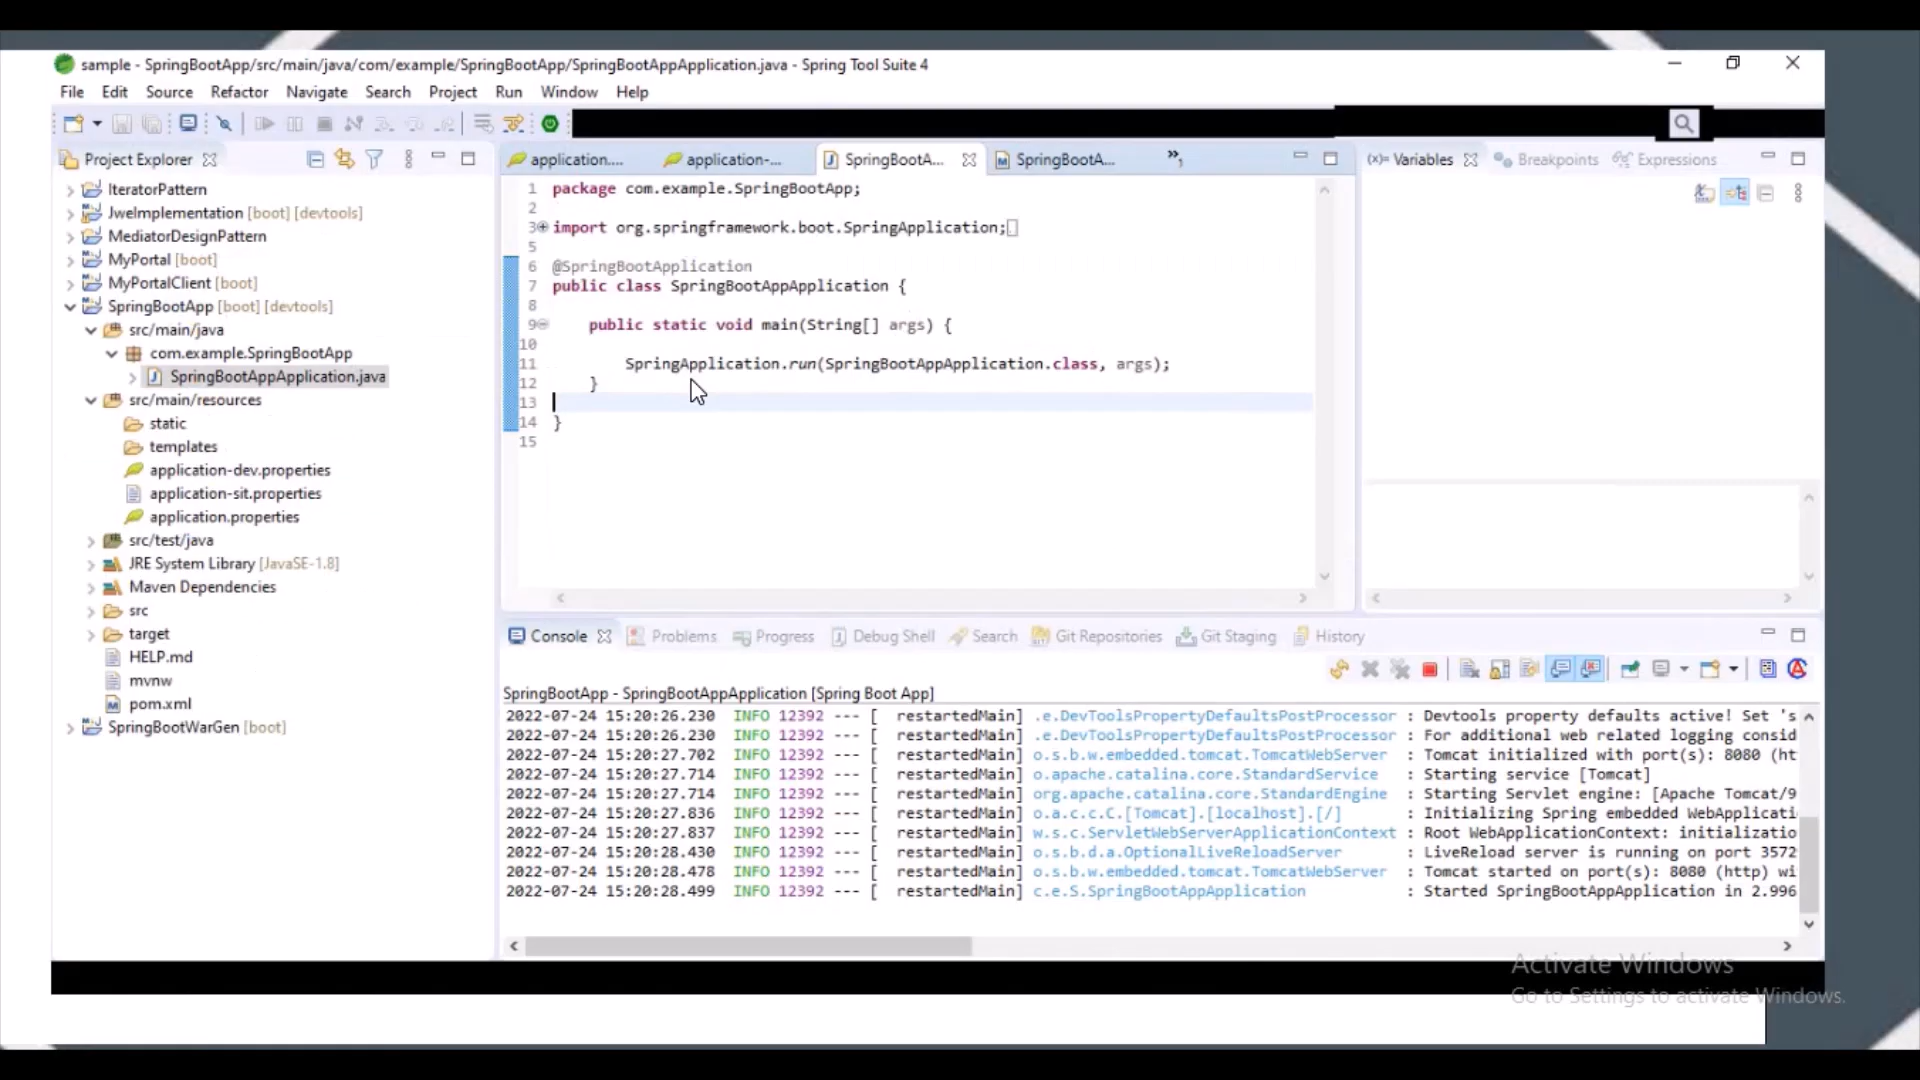 sample - SpringBootApp/src/main/java/com/example/SpringBootApp/SpringBootAppApplication.java - Spring Tool Suite 4
File Edit Source Refactor Navigate Search Project Run Window Help
Project Explorer
IteratorPattern
JweImplementation [boot] [devtools]
MediatorDesignPattern
MyPortal [boot]
MyPortalClient [boot]
SpringBootApp [boot] [devtools]
src/main/java
com.example.SpringBootApp
SpringBootAppApplication.java
src/main/resources
static
templates
application-dev.properties
application-sit.properties
application.properties
src/test/java
JRE System Library [JavaSE-1.8]
Maven Dependencies
src
target
HELP.md
mvnw
pom.xml
SpringBootWarGen [boot]
application.... application-... SpringBootA... SpringBootA... »1
1 package com.example.SpringBootApp;
2
3 import org.springframework.boot.SpringApplication;
5
6 @SpringBootApplication
7 public class SpringBootAppApplication {
8
9 public static void main(String[] args) {
10
11 SpringApplication.run(SpringBootAppApplication.class, args);
12 }
13
14 }
15
(x)= Variables Breakpoints Expressions
Console Problems Progress Debug Shell Search Git Repositories Git Staging History
SpringBootApp - SpringBootAppApplication [Spring Boot App]
2022-07-24 15:20:26.230 INFO 12392 --- [ restartedMain] .e.DevToolsPropertyDefaultsPostProcessor : Devtools property defaults active! Set 's
2022-07-24 15:20:26.230 INFO 12392 --- [ restartedMain] .e.DevToolsPropertyDefaultsPostProcessor : For additional web related logging consid
2022-07-24 15:20:27.702 INFO 12392 --- [ restartedMain] o.s.b.w.embedded.tomcat.TomcatWebServer : Tomcat initialized with port(s): 8080 (ht
2022-07-24 15:20:27.714 INFO 12392 --- [ restartedMain] o.apache.catalina.core.StandardService : Starting service [Tomcat]
2022-07-24 15:20:27.714 INFO 12392 --- [ restartedMain] org.apache.catalina.core.StandardEngine : Starting Servlet engine: [Apache Tomcat/9
2022-07-24 15:20:27.836 INFO 12392 --- [ restartedMain] o.a.c.c.C.[Tomcat].[localhost].[/] : Initializing Spring embedded WebApplicati
2022-07-24 15:20:27.837 INFO 12392 --- [ restartedMain] w.s.c.ServletWebServerApplicationContext : Root WebApplicationContext: initializatio
2022-07-24 15:20:28.430 INFO 12392 --- [ restartedMain] o.s.b.d.a.OptionalLiveReloadServer : LiveReload server is running on port 3572
2022-07-24 15:20:28.478 INFO 12392 --- [ restartedMain] o.s.b.w.embedded.tomcat.TomcatWebServer : Tomcat started on port(s): 8080 (http) wi
2022-07-24 15:20:28.499 INFO 12392 --- [ restartedMain] c.e.S.SpringBootAppApplication : Started SpringBootAppApplication in 2.996
Activate Windows
Go to Settings to activate Windows.